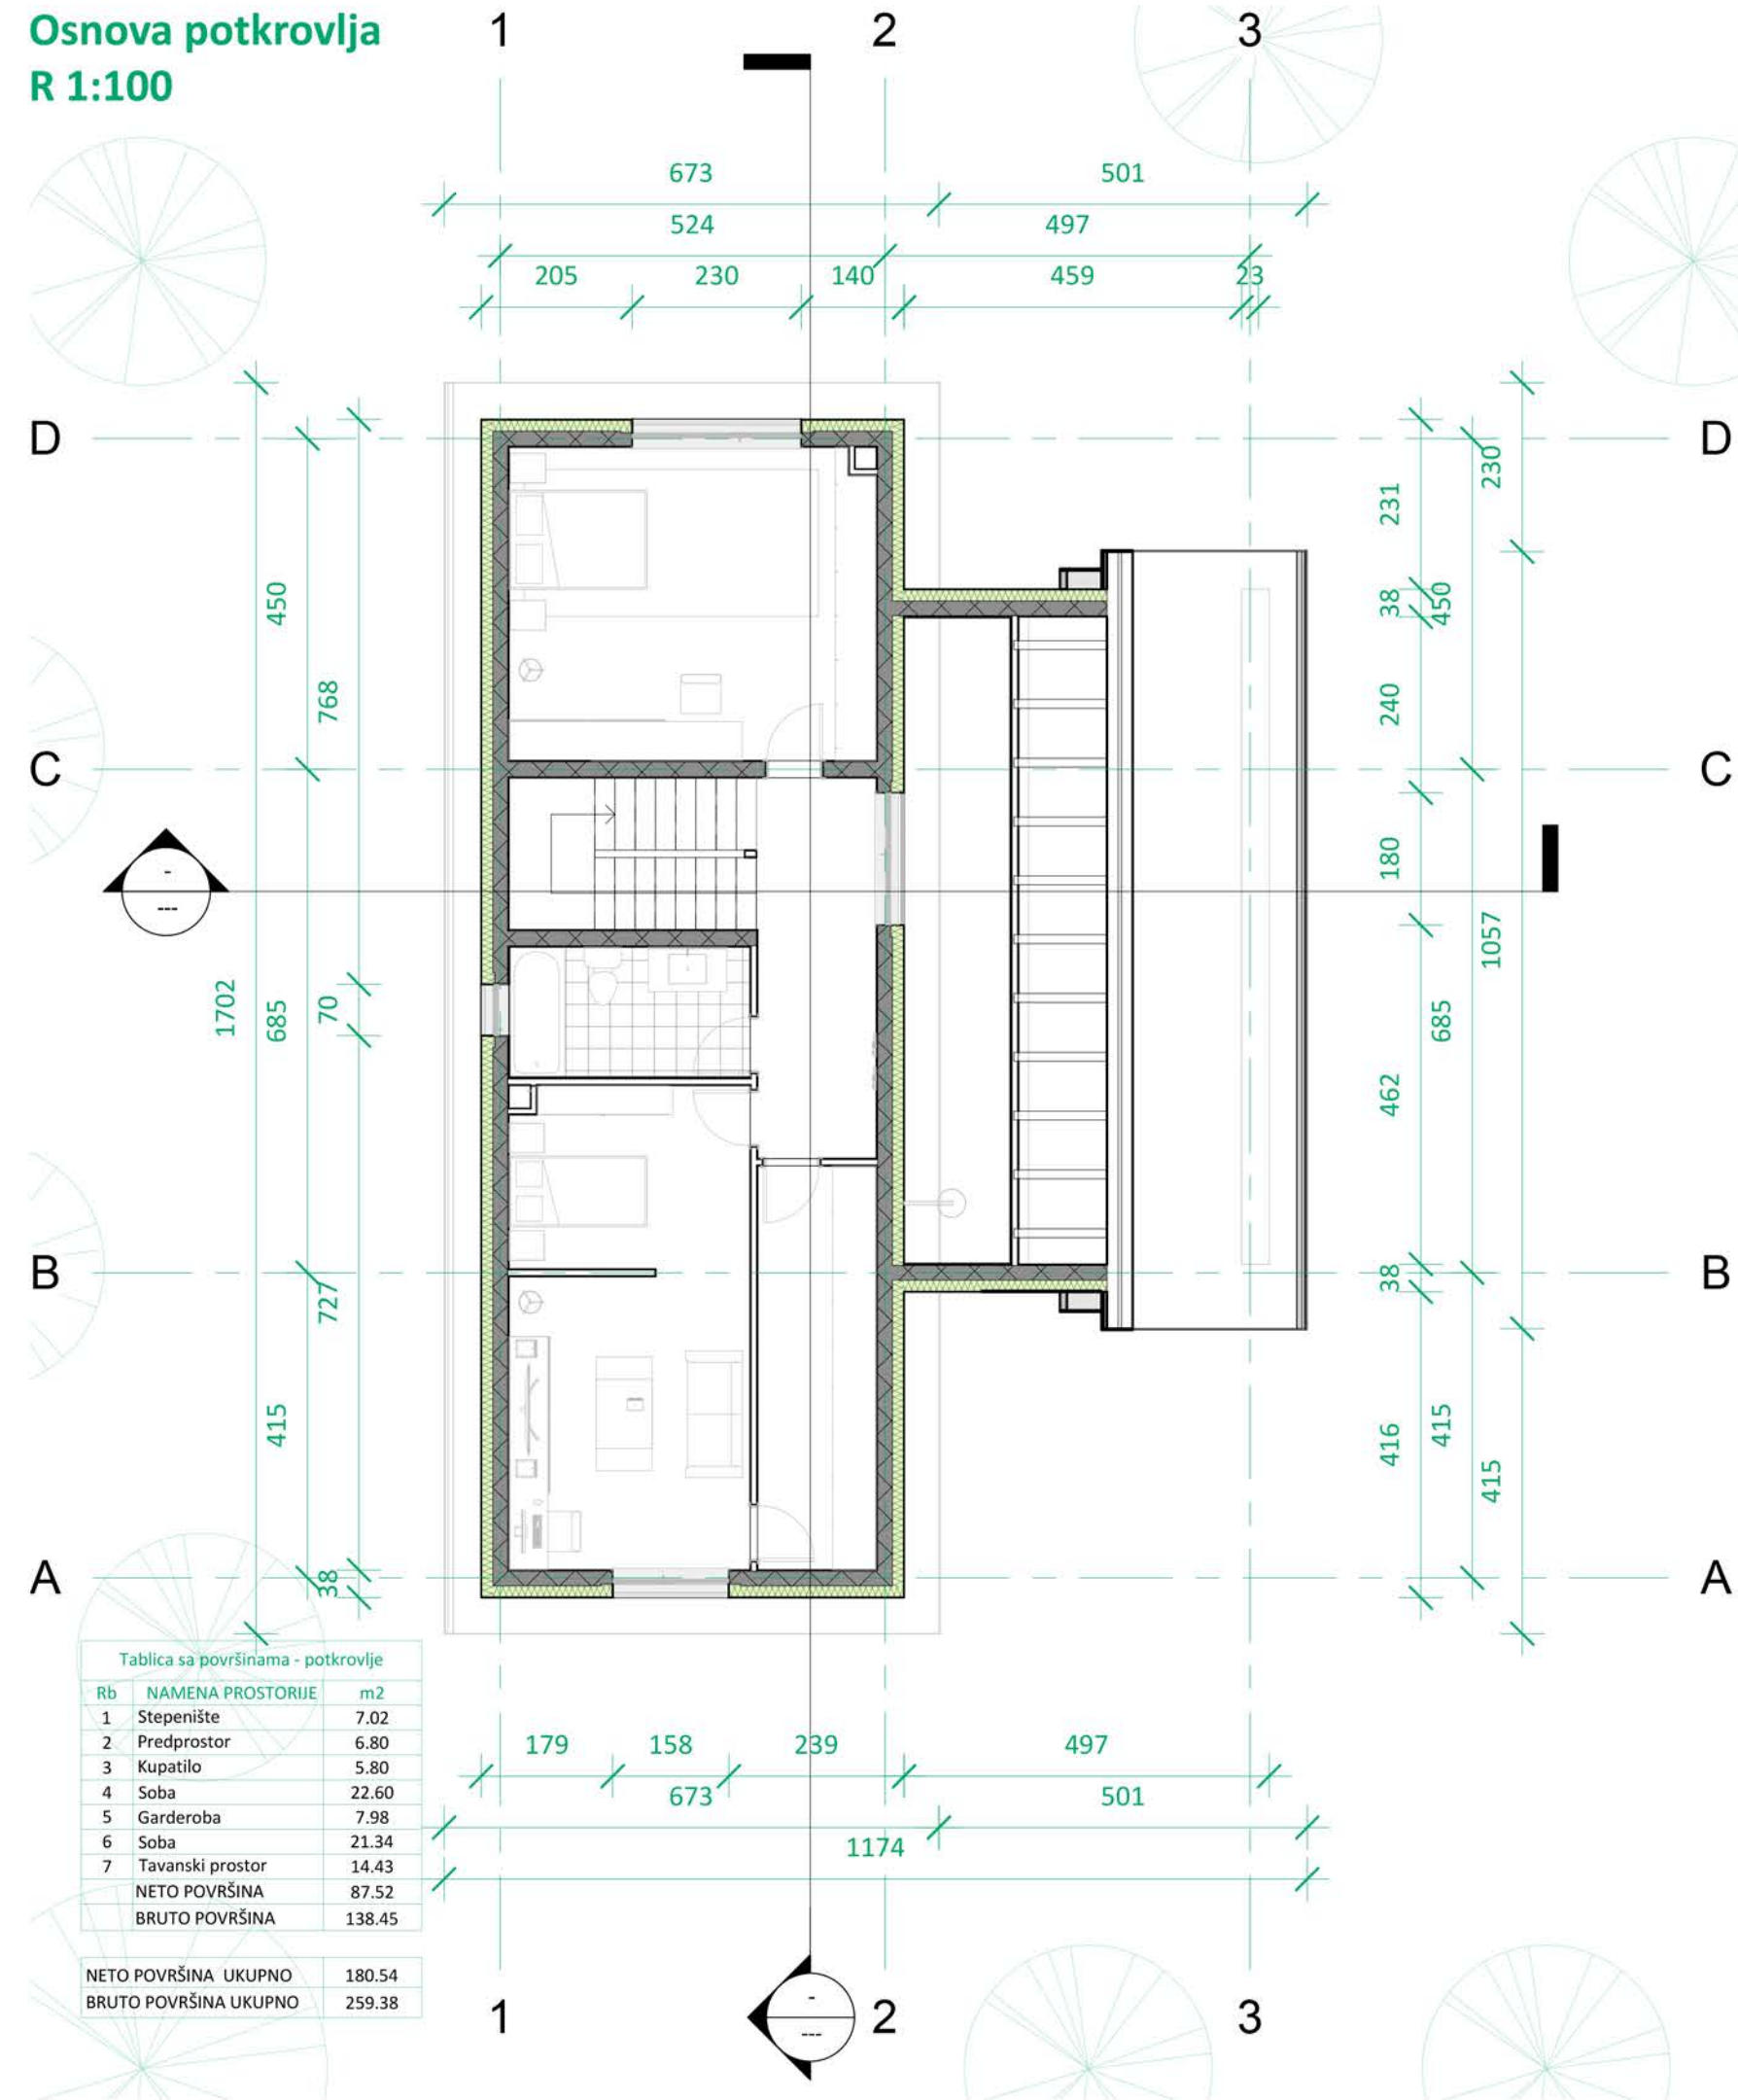 Osnova potkrovlja
R 1:100
1 2 3
673 501
524 497
205 230 140 459 23
D D
230
231
450 38 450
768 240
C C
180
-
---
1057
1702 685 70 685
462
B B
38
727
415 416 415 415
38
A A
Tablica sa površinama - potkrovlje
Rb NAMENA PROSTORIJE m2
1 Stepenište 7.02
2 Predprostor 6.80
3 Kupatilo 5.80
4 Soba 22.60
5 Garderoba 7.98
6 Soba 21.34
7 Tavanski prostor 14.43
NETO POVRŠINA 87.52
BRUTO POVRŠINA 138.45
NETO POVRŠINA UKUPNO 180.54
BRUTO POVRŠINA UKUPNO 259.38
179 158 239 497
673 501
1174
-
---
1 2 3